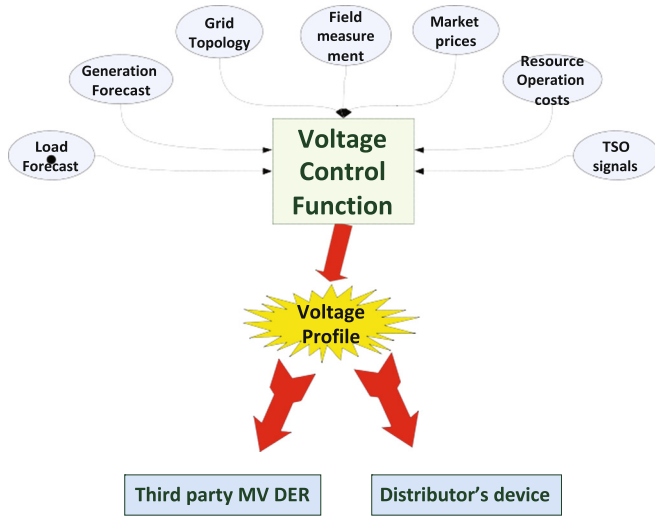 Grid
Topology
Field
measure
ment
Market
prices
Generation
Forecast
Resource
Operation
costs
Load
Forecast
TSO
signals
Voltage
Control
Function
Voltage
Profile
Third party MV DER
Distributor’s device